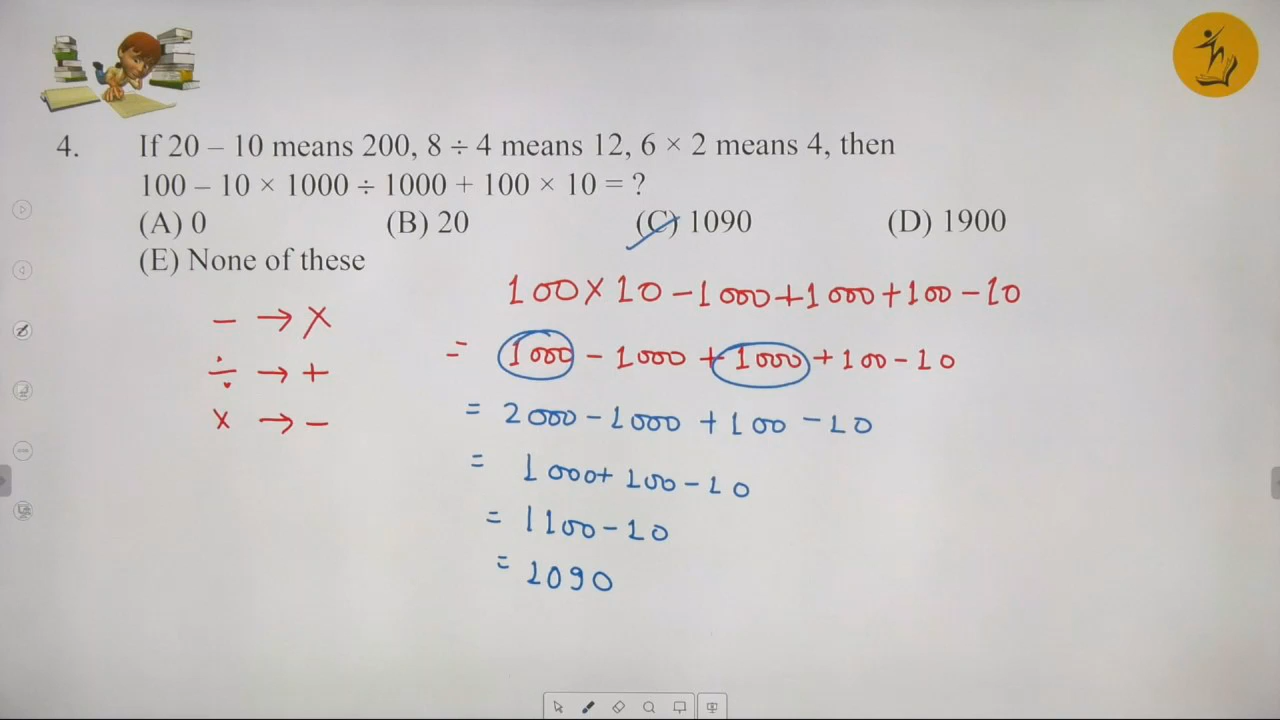 4. If 20 – 10 means 200, 8 ÷ 4 means 12, 6 × 2 means 4, then
100 – 10 × 1000 ÷ 1000 + 100 × 10 = ?
(A) 0 (B) 20 (C) 1090 (D) 1900
(E) None of these
100 × 10 - 1000 + 1000 + 100 - 10
- → ×
= 1000 - 1000 + 1000 + 100 - 10
÷ → +
= 2000 - 1000 + 100 - 10
× → -
= 1000 + 100 - 10
= 1100 - 10
= 1090